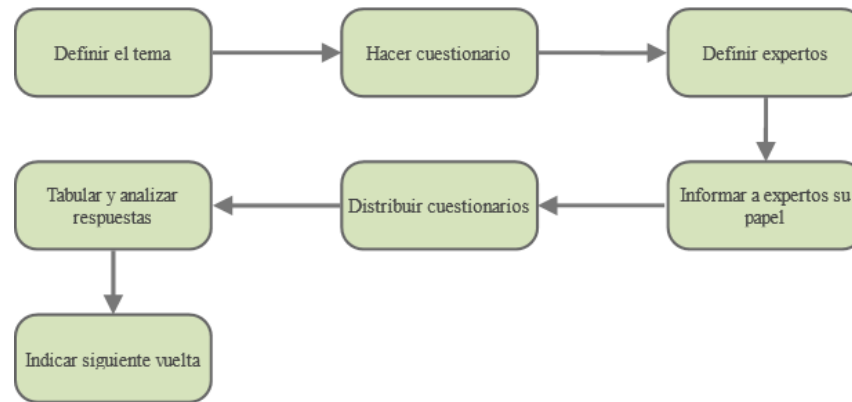 Definir el tema
Hacer cuestionario
Definir expertos
Informar a expertos su
papel
Distribuir cuestionarios
Tabular y analizar
respuestas
Indicar siguiente vuelta